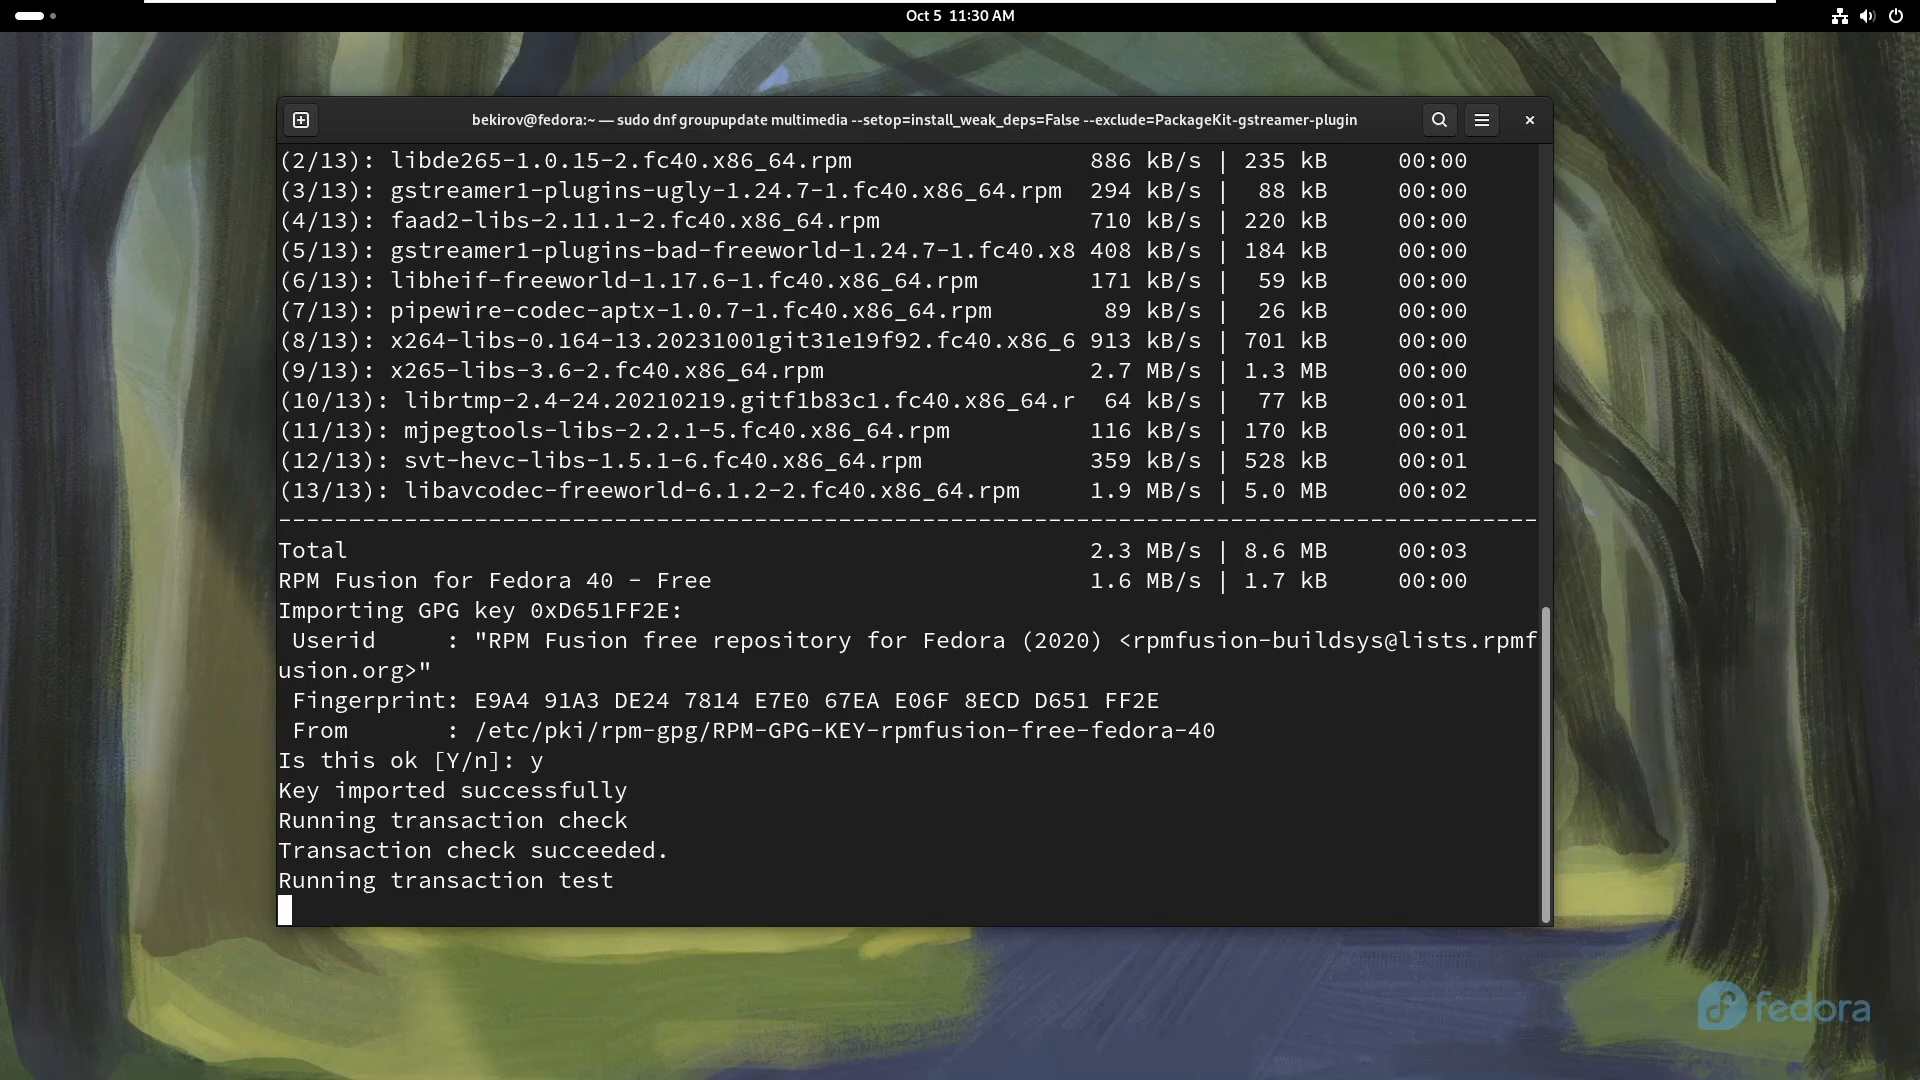 Oct 5 11:30 AM
bekirov@fedora:~ — sudo dnf groupupdate multimedia --setop=install_weak_deps=False --exclude=PackageKit-gstreamer-plugin
(2/13): libde265-1.0.15-2.fc40.x86_64.rpm 886 kB/s | 235 kB 00:00
(3/13): gstreamer1-plugins-ugly-1.24.7-1.fc40.x86_64.rpm 294 kB/s | 88 kB 00:00
(4/13): faad2-libs-2.11.1-2.fc40.x86_64.rpm 710 kB/s | 220 kB 00:00
(5/13): gstreamer1-plugins-bad-freeworld-1.24.7-1.fc40.x8 408 kB/s | 184 kB 00:00
(6/13): libheif-freeworld-1.17.6-1.fc40.x86_64.rpm 171 kB/s | 59 kB 00:00
(7/13): pipewire-codec-aptx-1.0.7-1.fc40.x86_64.rpm 89 kB/s | 26 kB 00:00
(8/13): x264-libs-0.164-13.20231001git31e19f92.fc40.x86_6 913 kB/s | 701 kB 00:00
(9/13): x265-libs-3.6-2.fc40.x86_64.rpm 2.7 MB/s | 1.3 MB 00:00
(10/13): librtmp-2.4-24.20210219.gitf1b83c1.fc40.x86_64.r 64 kB/s | 77 kB 00:01
(11/13): mjpegtools-libs-2.2.1-5.fc40.x86_64.rpm 116 kB/s | 170 kB 00:01
(12/13): svt-hevc-libs-1.5.1-6.fc40.x86_64.rpm 359 kB/s | 528 kB 00:01
(13/13): libavcodec-freeworld-6.1.2-2.fc40.x86_64.rpm 1.9 MB/s | 5.0 MB 00:02
------------------------------------------------------------------------------------------
Total 2.3 MB/s | 8.6 MB 00:03
RPM Fusion for Fedora 40 - Free 1.6 MB/s | 1.7 kB 00:00
Importing GPG key 0xD651FF2E:
Userid : "RPM Fusion free repository for Fedora (2020) <rpmfusion-buildsys@lists.rpmf
usion.org>"
Fingerprint: E9A4 91A3 DE24 7814 E7E0 67EA E06F 8ECD D651 FF2E
From : /etc/pki/rpm-gpg/RPM-GPG-KEY-rpmfusion-free-fedora-40
Is this ok [Y/n]: y
Key imported successfully
Running transaction check
Transaction check succeeded.
Running transaction test
fedora